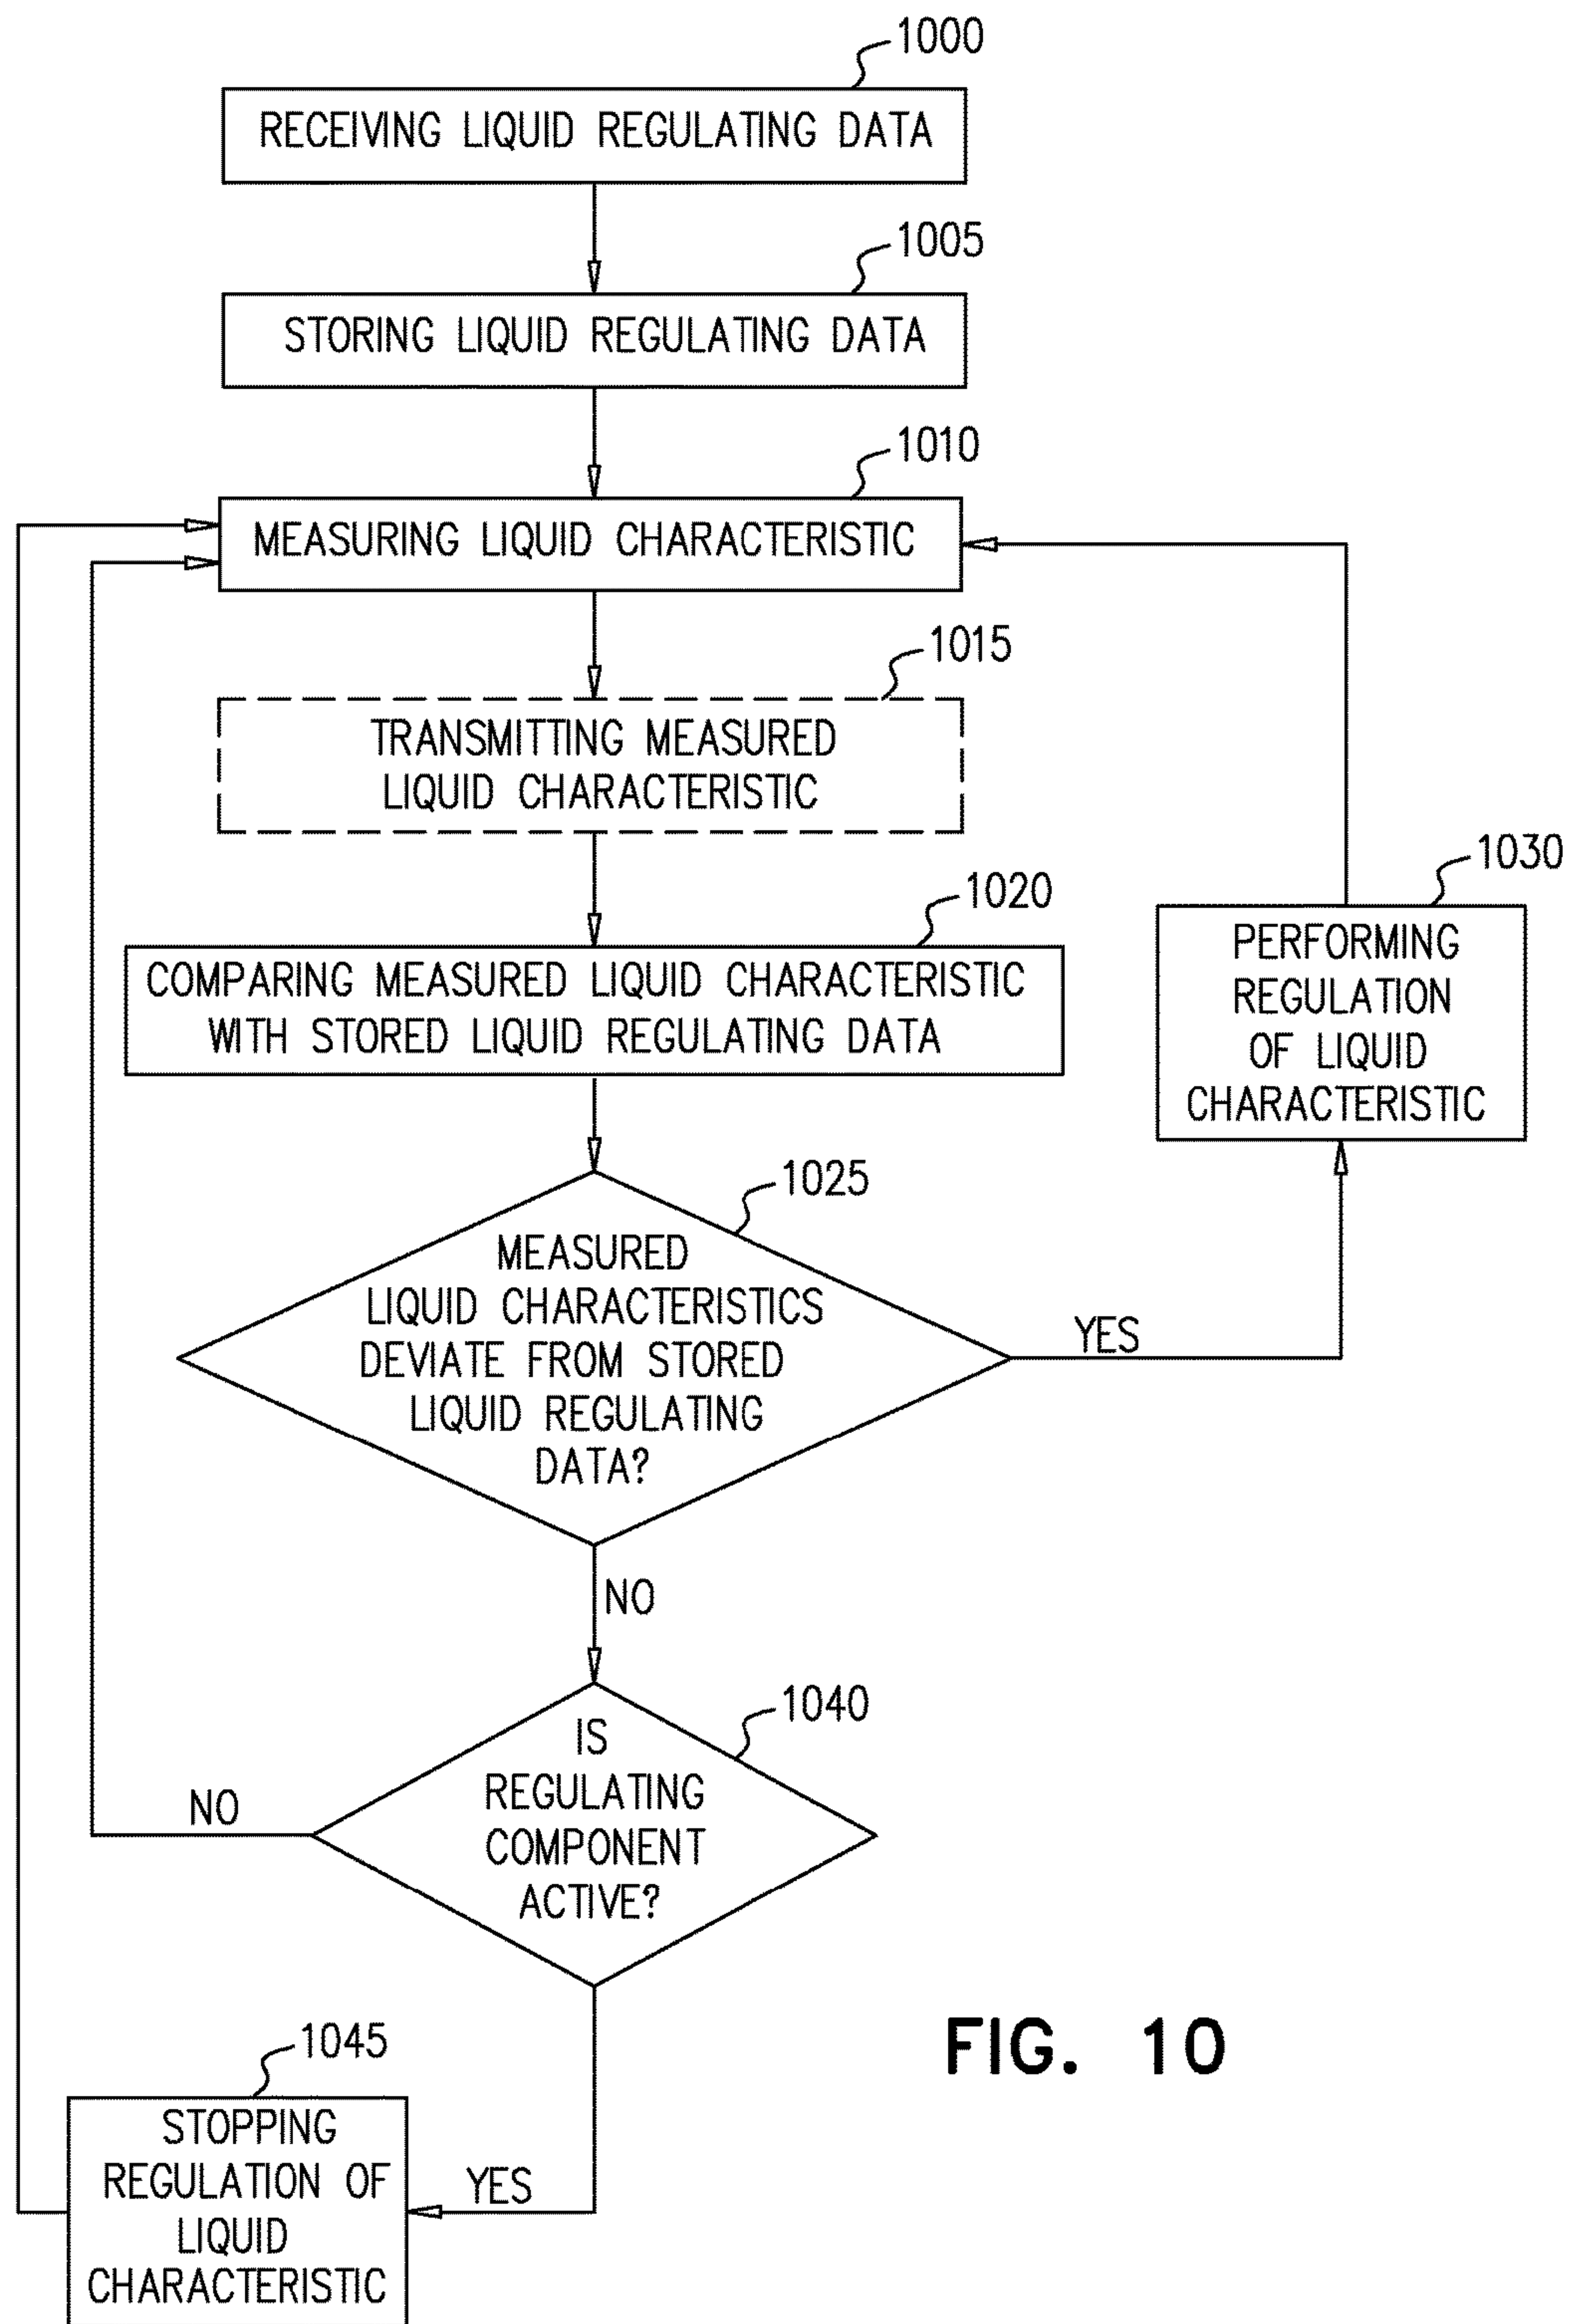 1000
RECEIVING LIQUID REGULATING DATA
1005
STORING LIQUID REGULATING DATA
1010
MEASURING LIQUID CHARACTERISTIC
1015
TRANSMITTING MEASURED
LIQUID CHARACTERISTIC
1020
COMPARING MEASURED LIQUID CHARACTERISTIC
WITH STORED LIQUID REGULATING DATA
1030
PERFORMING
REGULATION
OF LIQUID
CHARACTERISTIC
1025
MEASURED
LIQUID CHARACTERISTICS
DEVIATE FROM STORED
LIQUID REGULATING
DATA?
YES
NO
1040
IS
REGULATING
COMPONENT
ACTIVE?
NO
YES
1045
STOPPING
REGULATION OF
LIQUID
CHARACTERISTIC
FIG. 10